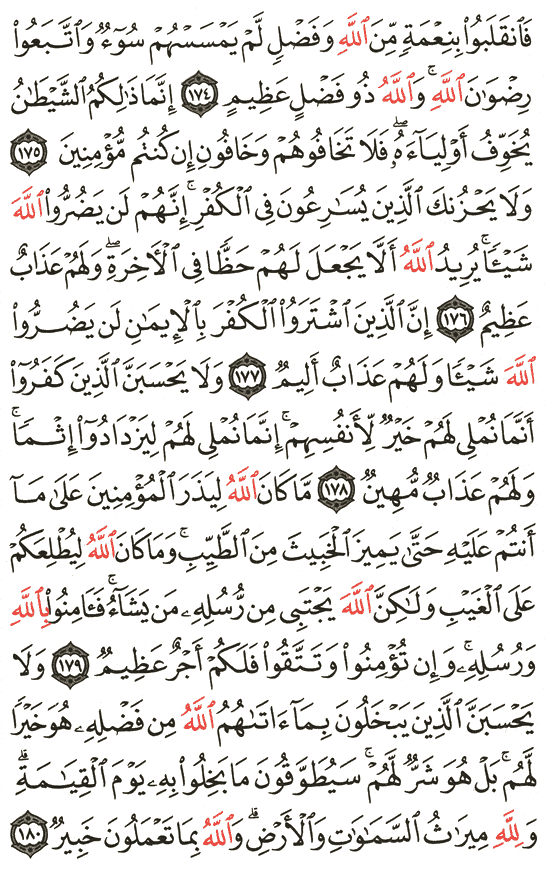 فَٱنقَلَبُوا۟ بِنِعْمَةٍ مِّنَ ٱللَّهِ وَفَضْلٍ لَّمْ يَمْسَسْهُمْ سُوٓءٌ وَٱتَّبَعُوا۟
رِضْوَٰنَ ٱللَّهِ ۗ وَٱللَّهُ ذُو فَضْلٍ عَظِيمٍ ١٧٤ إِنَّمَا ذَٰلِكُمُ ٱلشَّيْطَٰنُ
يُخَوِّفُ أَوْلِيَآءَهُۥ ۖ فَلَا تَخَافُوهُمْ وَخَافُونِ إِن كُنتُم مُّؤْمِنِينَ ١٧٥
وَلَا يَحْزُنكَ ٱلَّذِينَ يُسَٰرِعُونَ فِى ٱلْكُفْرِ ۚ إِنَّهُمْ لَن يَضُرُّوا۟ ٱللَّهَ
شَيْـًٔا ۚ يُرِيدُ ٱللَّهُ أَلَّا يَجْعَلَ لَهُمْ حَظًّا فِى ٱلْـَٔاخِرَةِ ۖ وَلَهُمْ عَذَابٌ
عَظِيمٌ ١٧٦ إِنَّ ٱلَّذِينَ ٱشْتَرَوُا۟ ٱلْكُفْرَ بِٱلْإِيمَٰنِ لَن يَضُرُّوا۟
ٱللَّهَ شَيْـًٔا وَلَهُمْ عَذَابٌ أَلِيمٌ ١٧٧ وَلَا يَحْسَبَنَّ ٱلَّذِينَ كَفَرُوٓا۟
أَنَّمَا نُمْلِى لَهُمْ خَيْرٌ لِّأَنفُسِهِمْ ۚ إِنَّمَا نُمْلِى لَهُمْ لِيَزْدَادُوٓا۟ إِثْمًا ۚ
وَلَهُمْ عَذَابٌ مُّهِينٌ ١٧٨ مَّا كَانَ ٱللَّهُ لِيَذَرَ ٱلْمُؤْمِنِينَ عَلَىٰ مَآ
أَنتُمْ عَلَيْهِ حَتَّىٰ يَمِيزَ ٱلْخَبِيثَ مِنَ ٱلطَّيِّبِ ۗ وَمَا كَانَ ٱللَّهُ لِيُطْلِعَكُمْ
عَلَى ٱلْغَيْبِ وَلَٰكِنَّ ٱللَّهَ يَجْتَبِى مِن رُّسُلِهِۦ مَن يَشَآءُ ۖ فَـَٔامِنُوا۟ بِٱللَّهِ
وَرُسُلِهِۦ ۚ وَإِن تُؤْمِنُوا۟ وَتَتَّقُوا۟ فَلَكُمْ أَجْرٌ عَظِيمٌ ١٧٩ وَلَا
يَحْسَبَنَّ ٱلَّذِينَ يَبْخَلُونَ بِمَآ ءَاتَىٰهُمُ ٱللَّهُ مِن فَضْلِهِۦ هُوَ خَيْرًا
لَّهُم ۖ بَلْ هُوَ شَرٌّ لَّهُمْ ۖ سَيُطَوَّقُونَ مَا بَخِلُوا۟ بِهِۦ يَوْمَ ٱلْقِيَٰمَةِ ۗ
وَلِلَّهِ مِيرَٰثُ ٱلسَّمَٰوَٰتِ وَٱلْأَرْضِ ۗ وَٱللَّهُ بِمَا تَعْمَلُونَ خَبِيرٌ ١٨٠